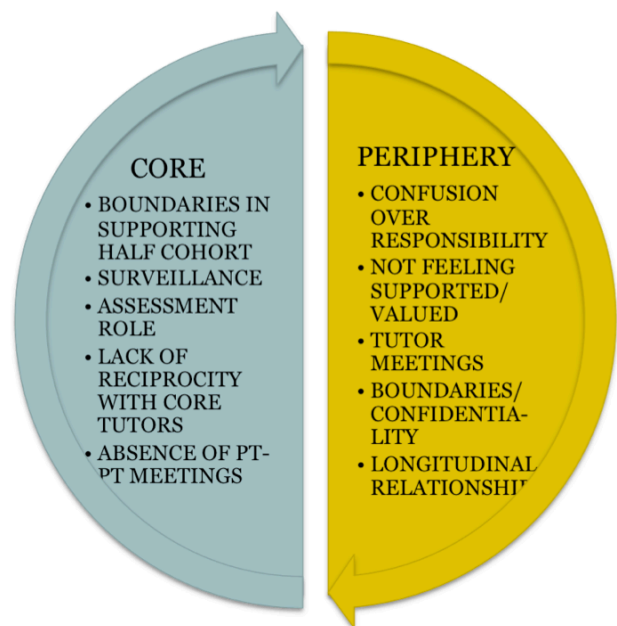 CORE
• BOUNDARIES IN
SUPPORTING
HALF COHORT
• SURVEILLANCE
• ASSESSMENT
ROLE
• LACK OF
RECIPROCITY
WITH CORE
TUTORS
• ABSENCE OF PT-
PT MEETINGS
PERIPHERY
• CONFUSION
OVER
RESPONSIBILITY
• NOT FEELING
SUPPORTED/
VALUED
• TUTOR
MEETINGS
• BOUNDARIES/
CONFIDENTIA-
LITY
• LONGITUDINAL
RELATIONSHIP